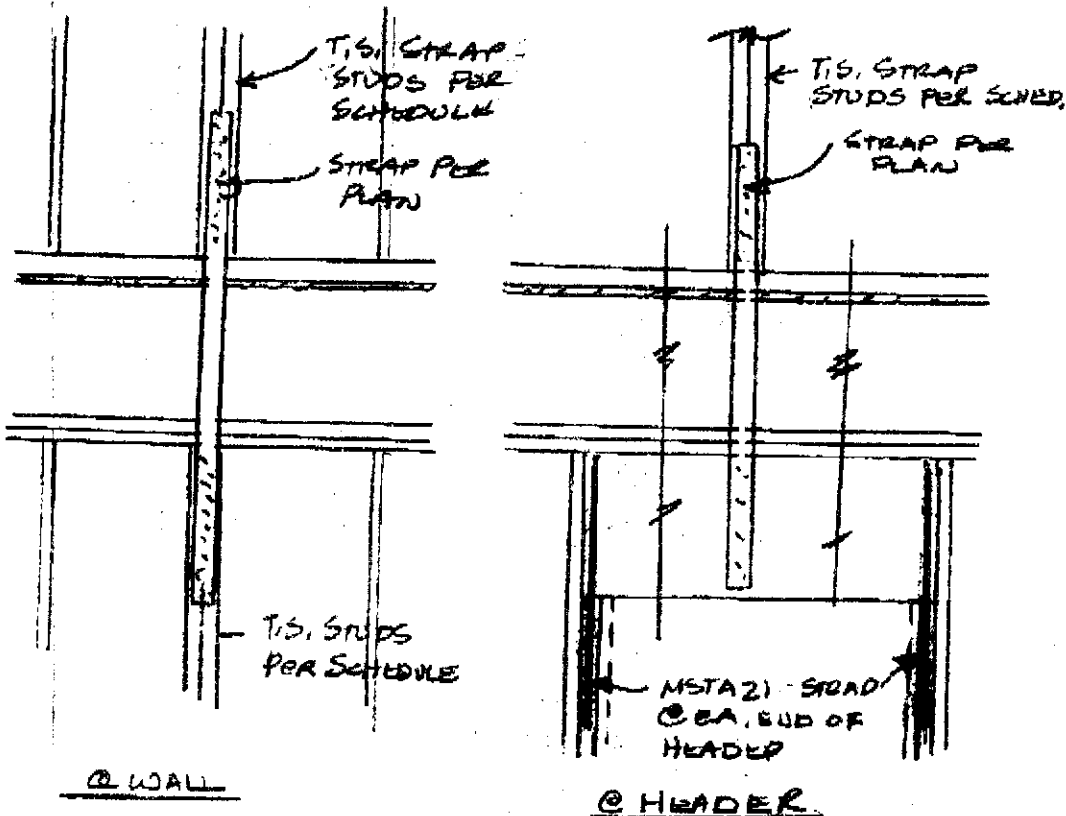 T.S. STRAP
STUDS PER
SCHEDULE
STRAP PER
PLAN
T.S. STUDS
PER SCHEDULE
@ WALL
T.S. STRAP
STUDS PER SCHED.
STRAP PER
PLAN
MSTA21 STRAP
@ EA. END OF
HEADER
@ HEADER